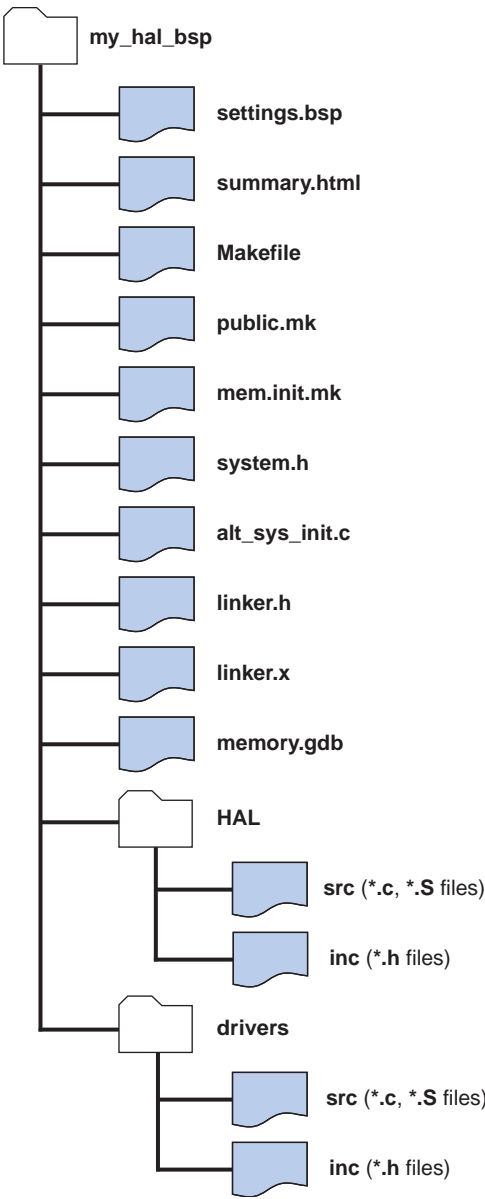 my_hal_bsp
settings.bsp
summary.html
Makefile
public.mk
mem.init.mk
system.h
alt_sys_init.c
linker.h
linker.x
memory.gdb
HAL
src (*.c, *.S files)
inc (*.h files)
drivers
src (*.c, *.S files)
inc (*.h files)